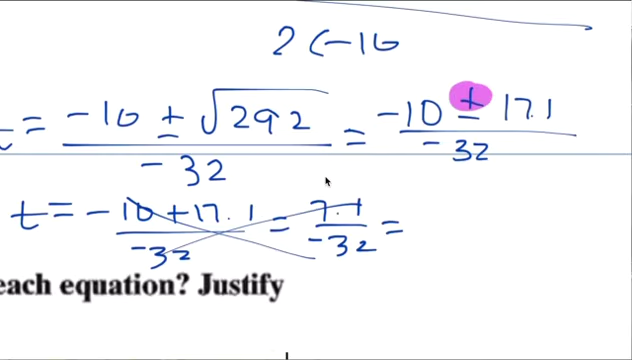 2 (-16
t = (-10 ± √292) / -32 = (-10 ± 17.1) / -32
t = (-10 + 17.1) / -32 = 7.1 / -32 =
each equation? Justify